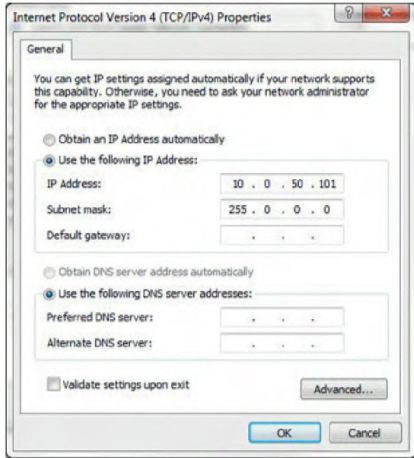 Internet Protocol Version 4 (TCP/IPv4) Properties
General
You can get IP settings assigned automatically if your network supports
this capability. Otherwise, you need to ask your network administrator
for the appropriate IP settings.
Obtain an IP Address automatically
Use the following IP Address:
IP Address: 10 . 0 . 50 . 101
Subnet mask: 255 . 0 . 0 . 0
Default gateway: . . .
Obtain DNS server address automatically
Use the following DNS server addresses:
Preferred DNS server: . . .
Alternate DNS server: . . .
Validate settings upon exit
Advanced...
OK Cancel